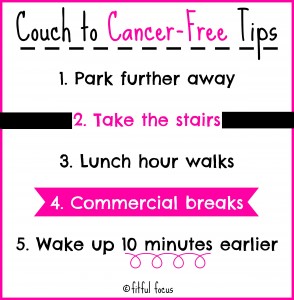 Couch to Cancer-Free Tips
1. Park further away
2. Take the stairs
3. Lunch hour walks
4. Commercial breaks
5. Wake up 10 minutes earlier
©fitful focus